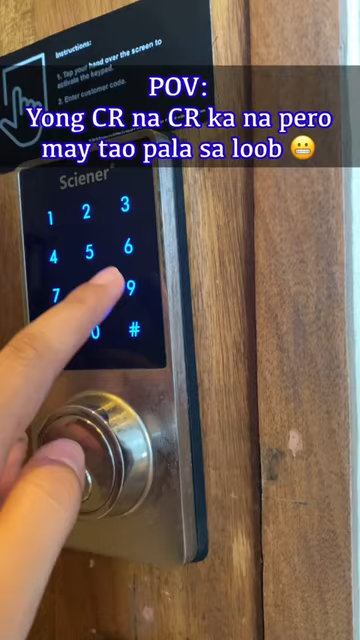 Instructions:
1. Tap your hand over the screen to
activate the keypad.
2. Enter customer code.
POV:
Yong CR na CR ka na pero
may tao pala sa loob 😬
Sciener
1 2 3
4 5 6
7 9
0 #